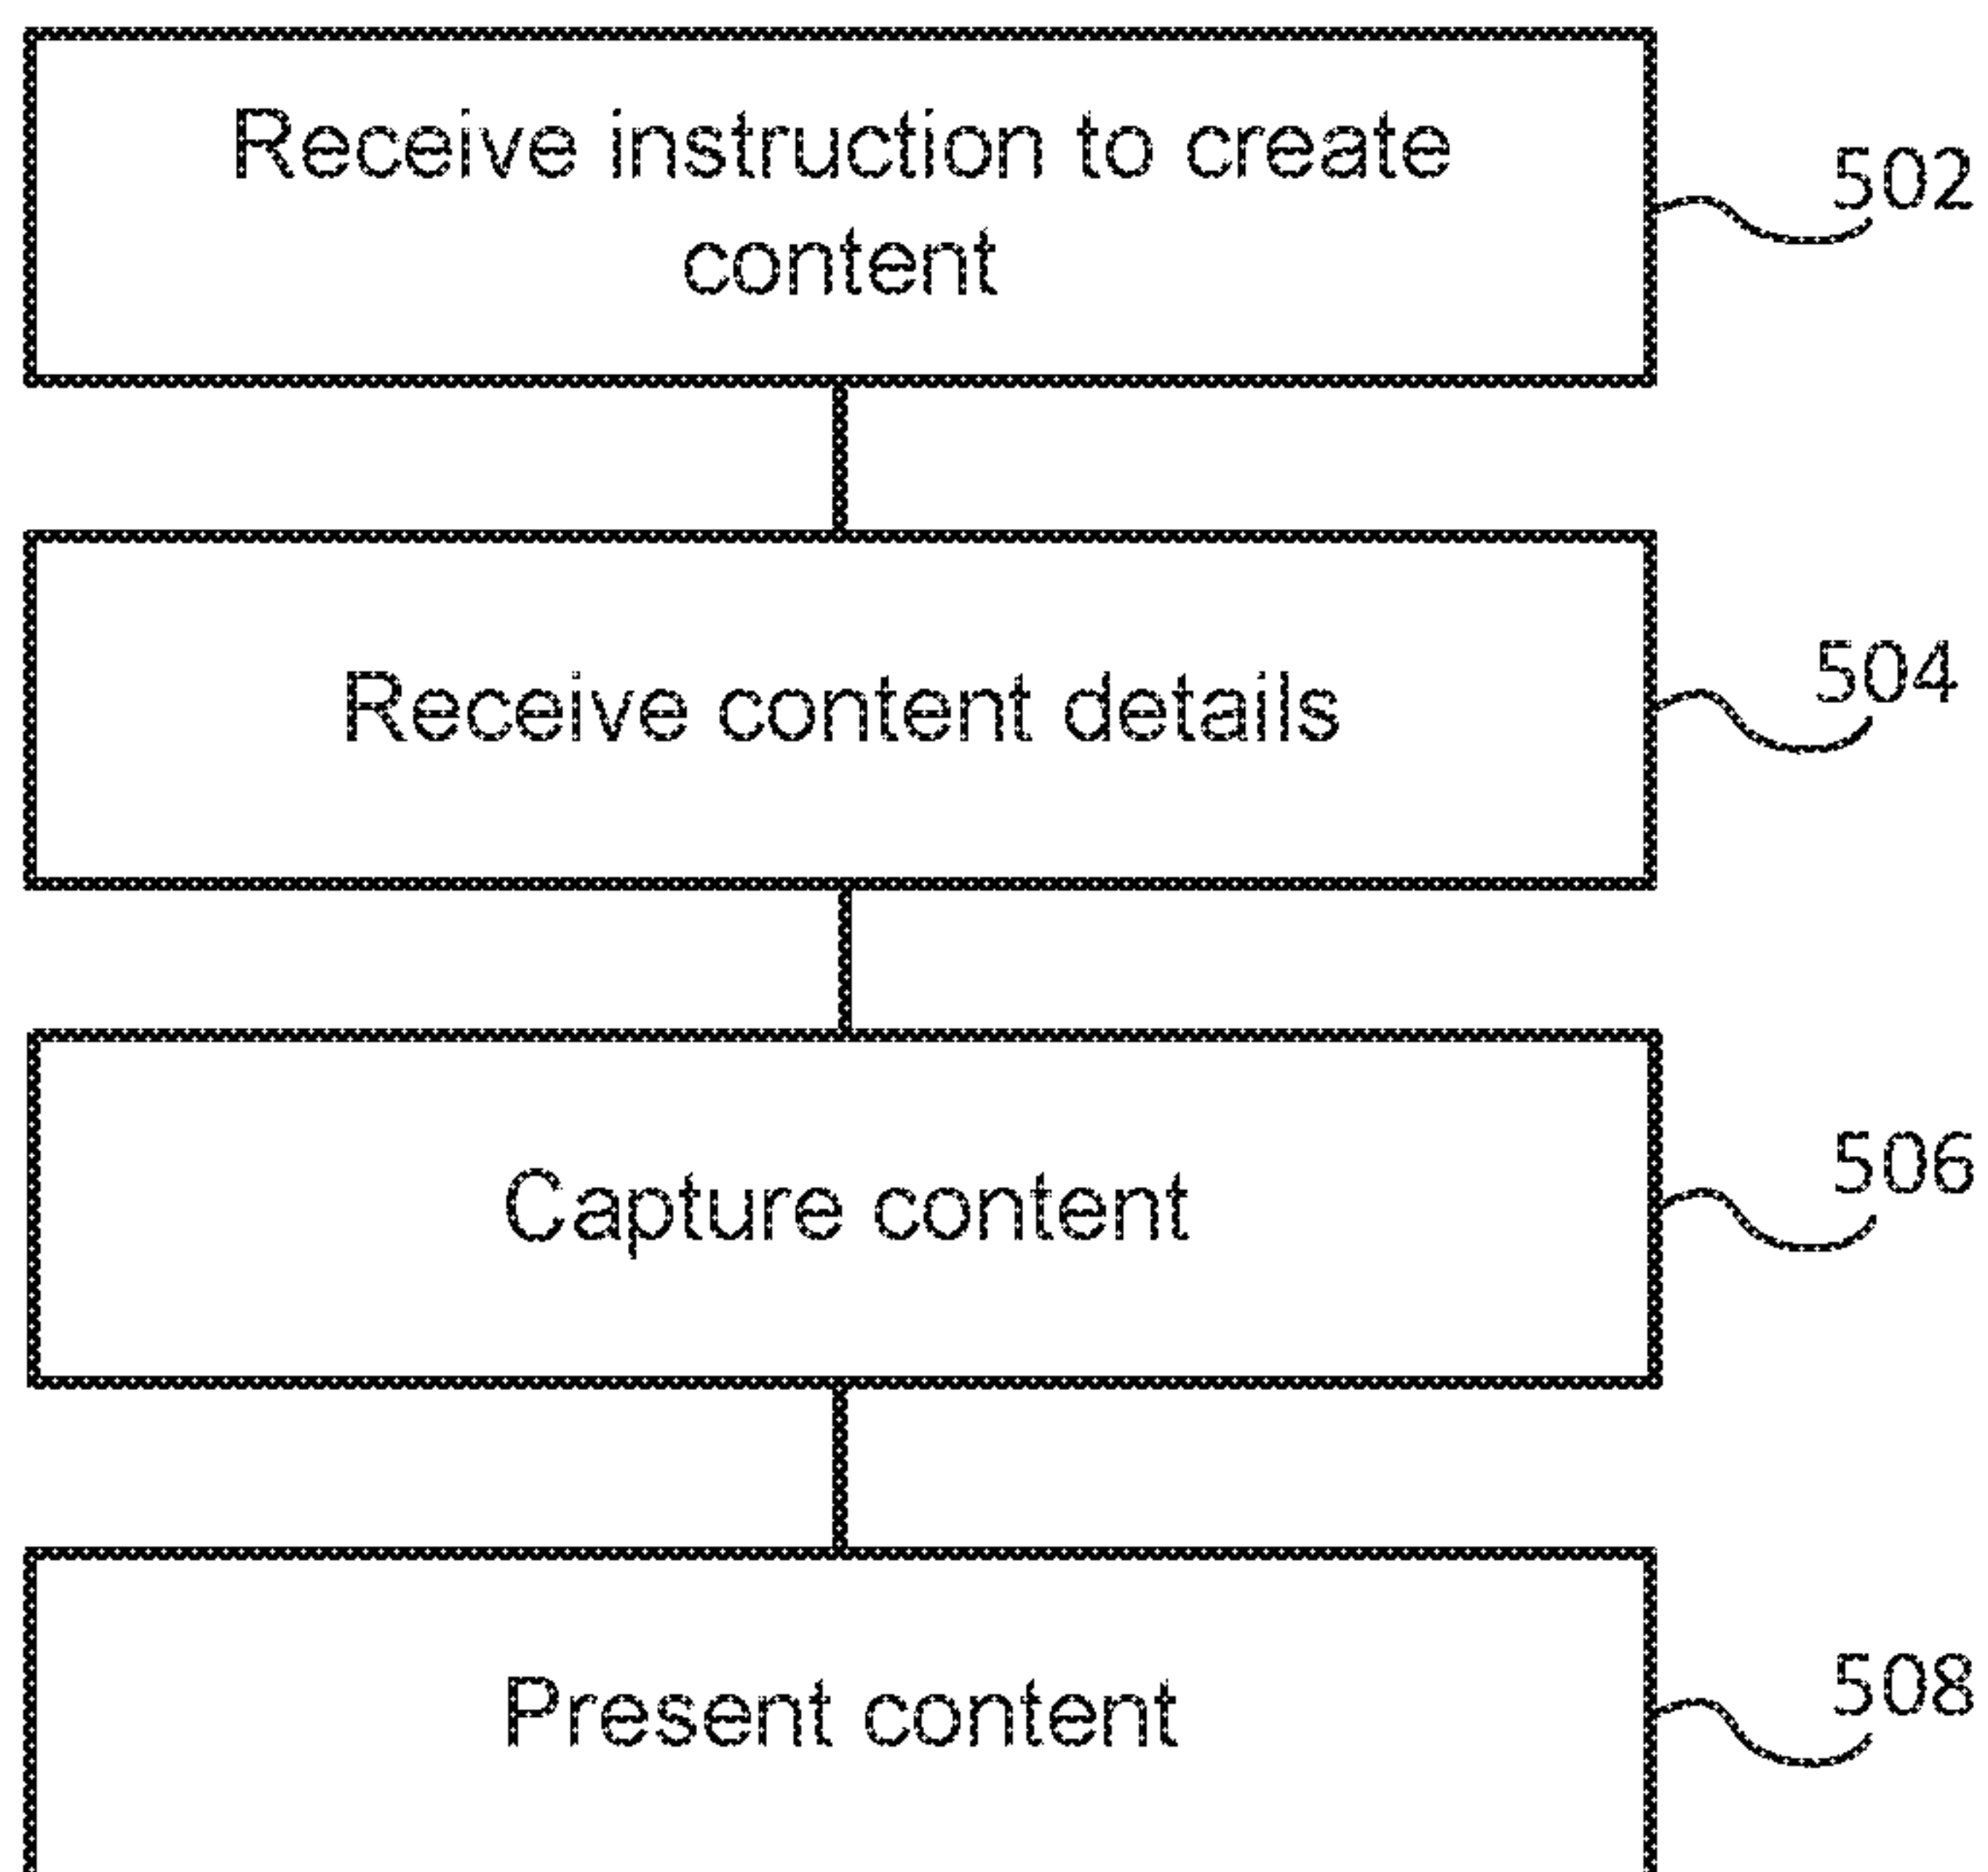 Receive instruction to create
content
502
Receive content details
504
Capture content
506
Present content
508